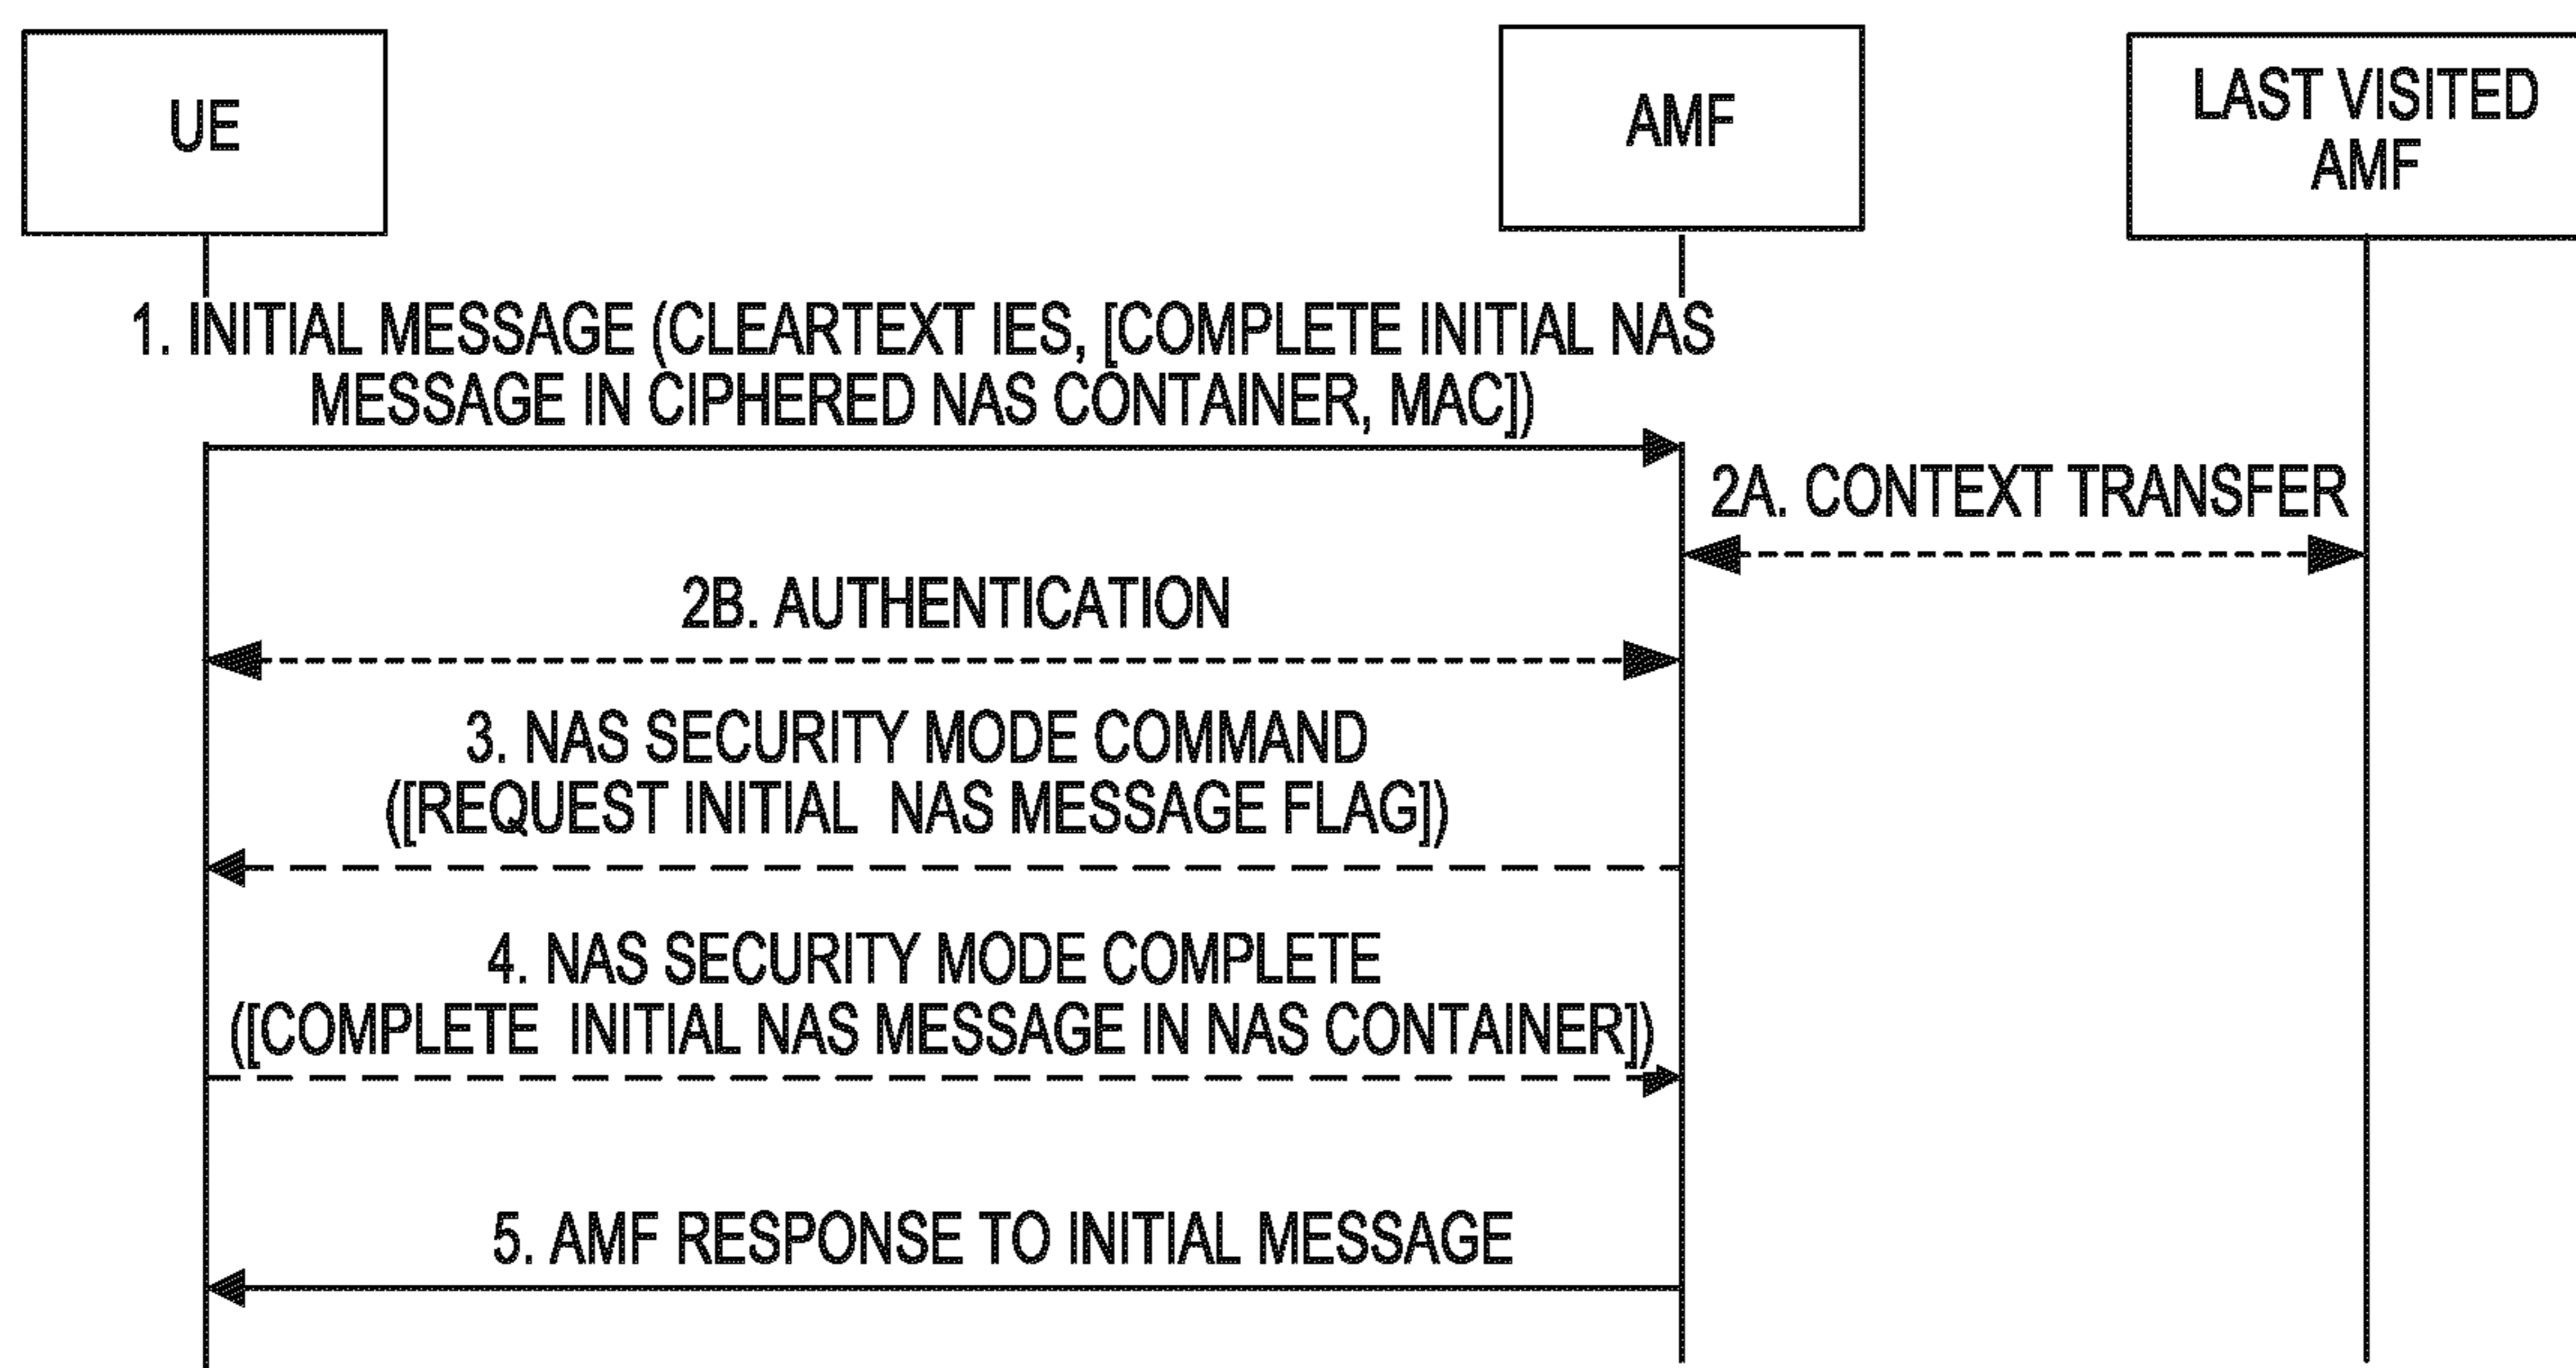 UE
AMF
LAST VISITED
AMF
1. INITIAL MESSAGE (CLEARTEXT IES, [COMPLETE INITIAL NAS
MESSAGE IN CIPHERED NAS CONTAINER, MAC])
2A. CONTEXT TRANSFER
2B. AUTHENTICATION
3. NAS SECURITY MODE COMMAND
([REQUEST INITIAL NAS MESSAGE FLAG])
4. NAS SECURITY MODE COMPLETE
([COMPLETE INITIAL NAS MESSAGE IN NAS CONTAINER])
5. AMF RESPONSE TO INITIAL MESSAGE